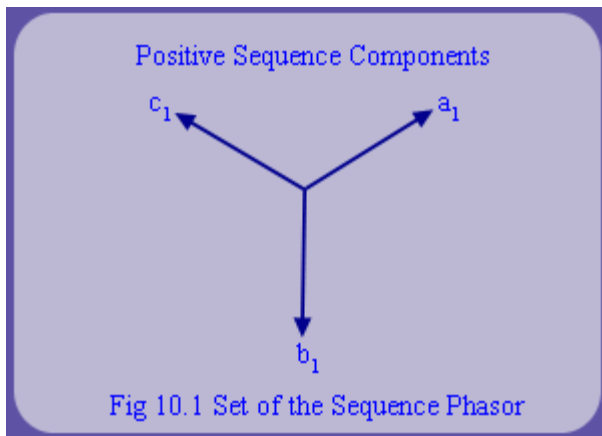 Positive Sequence Components
c1 a1
b1
Fig 10.1 Set of the Sequence Phasor